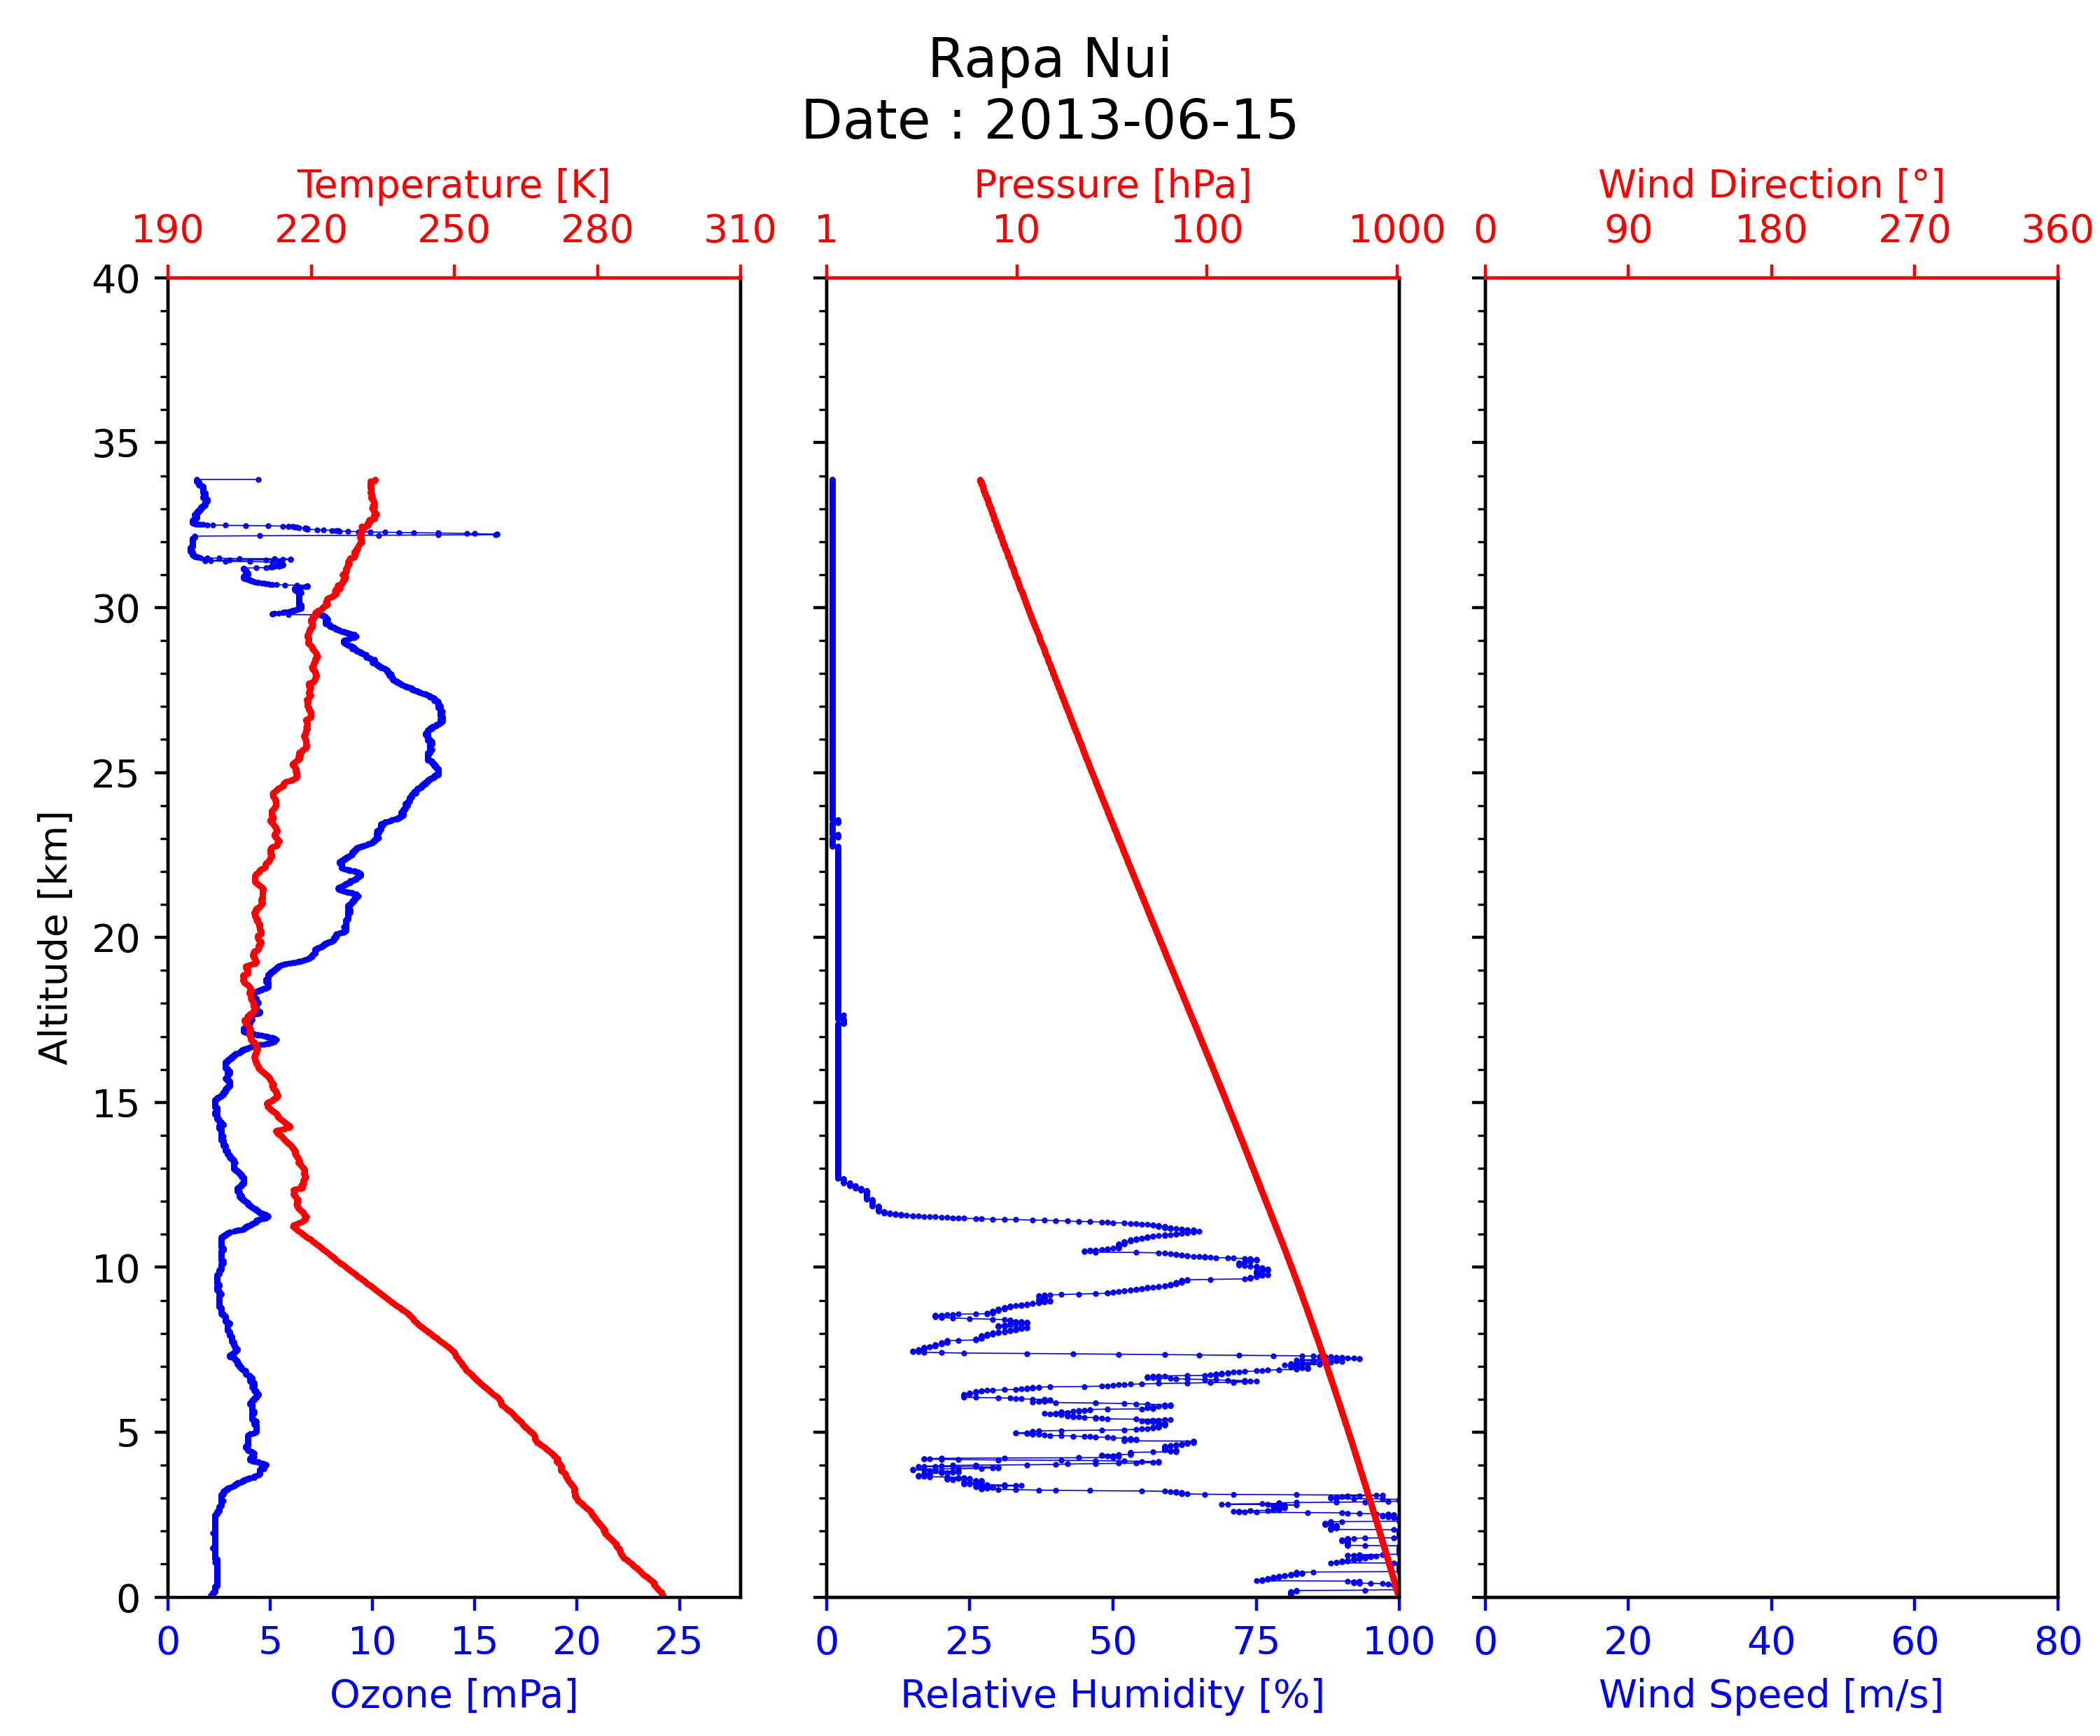 Rapa Nui
Date : 2013-06-15
Temperature [K]
190 220 250 280 310
Pressure [hPa]
1 10 100 1000
Wind Direction [°]
0 90 180 270 360
Altitude [km]
40
35
30
25
20
15
10
5
0
0 5 10 15 20 25
Ozone [mPa]
0 25 50 75 100
Relative Humidity [%]
0 20 40 60 80
Wind Speed [m/s]